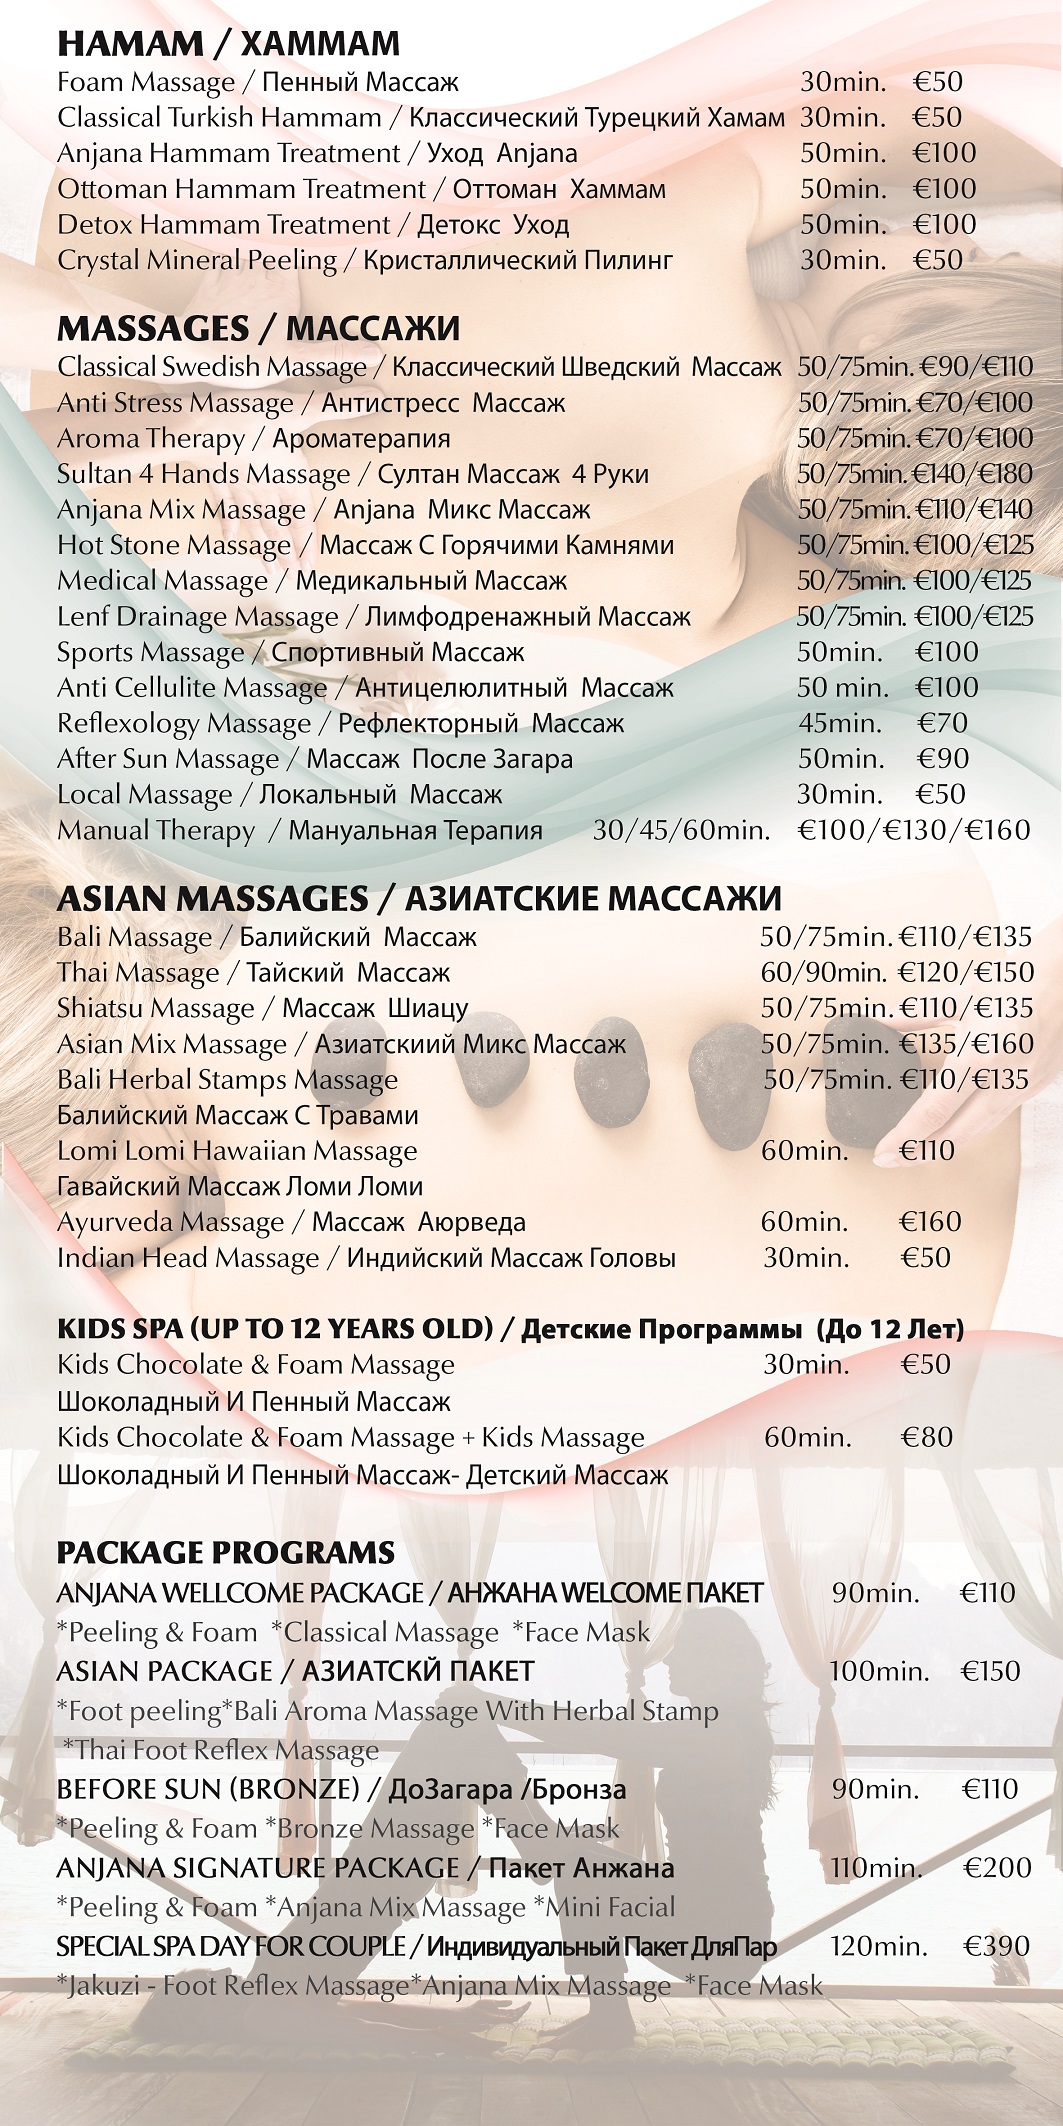 HAMAM / ХАММАМ
Foam Massage / Пенный Массаж 30min. €50
Classical Turkish Hammam / Классический Турецкий Хамам 30min. €50
Anjana Hammam Treatment / Уход Anjana 50min. €100
Ottoman Hammam Treatment / Оттоман Хаммам 50min. €100
Detox Hammam Treatment / Детокс Уход 50min. €100
Crystal Mineral Peeling / Кристаллический Пилинг 30min. €50
MASSAGES / МАССАЖИ
Classical Swedish Massage / Классический Шведский Массаж 50/75min. €90/€110
Anti Stress Massage / Антистресс Массаж 50/75min. €70/€100
Aroma Therapy / Ароматерапия 50/75min. €70/€100
Sultan 4 Hands Massage / Султан Массаж 4 Руки 50/75min. €140/€180
Anjana Mix Massage / Anjana Микс Массаж 50/75min. €110/€140
Hot Stone Massage / Массаж С Горячими Камнями 50/75min. €100/€125
Medical Massage / Медикальный Массаж 50/75min. €100/€125
Lenf Drainage Massage / Лимфодренажный Массаж 50/75min. €100/€125
Sports Massage / Спортивный Массаж 50min. €100
Anti Cellulite Massage / Антицелюлитный Массаж 50 min. €100
Reflexology Massage / Рефлекторный Массаж 45min. €70
After Sun Massage / Массаж После Загара 50min. €90
Local Massage / Локальный Массаж 30min. €50
Manual Therapy / Мануальная Терапия 30/45/60min. €100/€130/€160
ASIAN MASSAGES / АЗИАТСКИЕ МАССАЖИ
Bali Massage / Балийский Массаж 50/75min. €110/€135
Thai Massage / Тайский Массаж 60/90min. €120/€150
Shiatsu Massage / Массаж Шиацу 50/75min. €110/€135
Asian Mix Massage / Азиатскиий Микс Массаж 50/75min. €135/€160
Bali Herbal Stamps Massage 50/75min. €110/€135
Балийский Массаж С Травами
Lomi Lomi Hawaiian Massage 60min. €110
Гавайский Массаж Ломи Ломи
Ayurveda Massage / Массаж Аюрведа 60min. €160
Indian Head Massage / Индийский Массаж Головы 30min. €50
KIDS SPA (UP TO 12 YEARS OLD) / Детские Программы (До 12 Лет)
Kids Chocolate & Foam Massage 30min. €50
Шоколадный И Пенный Массаж
Kids Chocolate & Foam Massage + Kids Massage 60min. €80
Шоколадный И Пенный Массаж- Детский Массаж
PACKAGE PROGRAMS
ANJANA WELLCOME PACKAGE / АНЖАНА WELCOME ПАКЕТ 90min. €110
*Peeling & Foam *Classical Massage *Face Mask
ASIAN PACKAGE / АЗИАТСКЙ ПАКЕТ 100min. €150
*Foot peeling*Bali Aroma Massage With Herbal Stamp
*Thai Foot Reflex Massage
BEFORE SUN (BRONZE) / ДоЗагара /Бронза 90min. €110
*Peeling & Foam *Bronze Massage *Face Mask
ANJANA SIGNATURE PACKAGE / Пакет Анжана 110min. €200
*Peeling & Foam *Anjana Mix Massage *Mini Facial
SPECIAL SPA DAY FOR COUPLE / Индивидуальный Пакет ДляПар 120min. €390
*Jakuzi - Foot Reflex Massage*Anjana Mix Massage *Face Mask